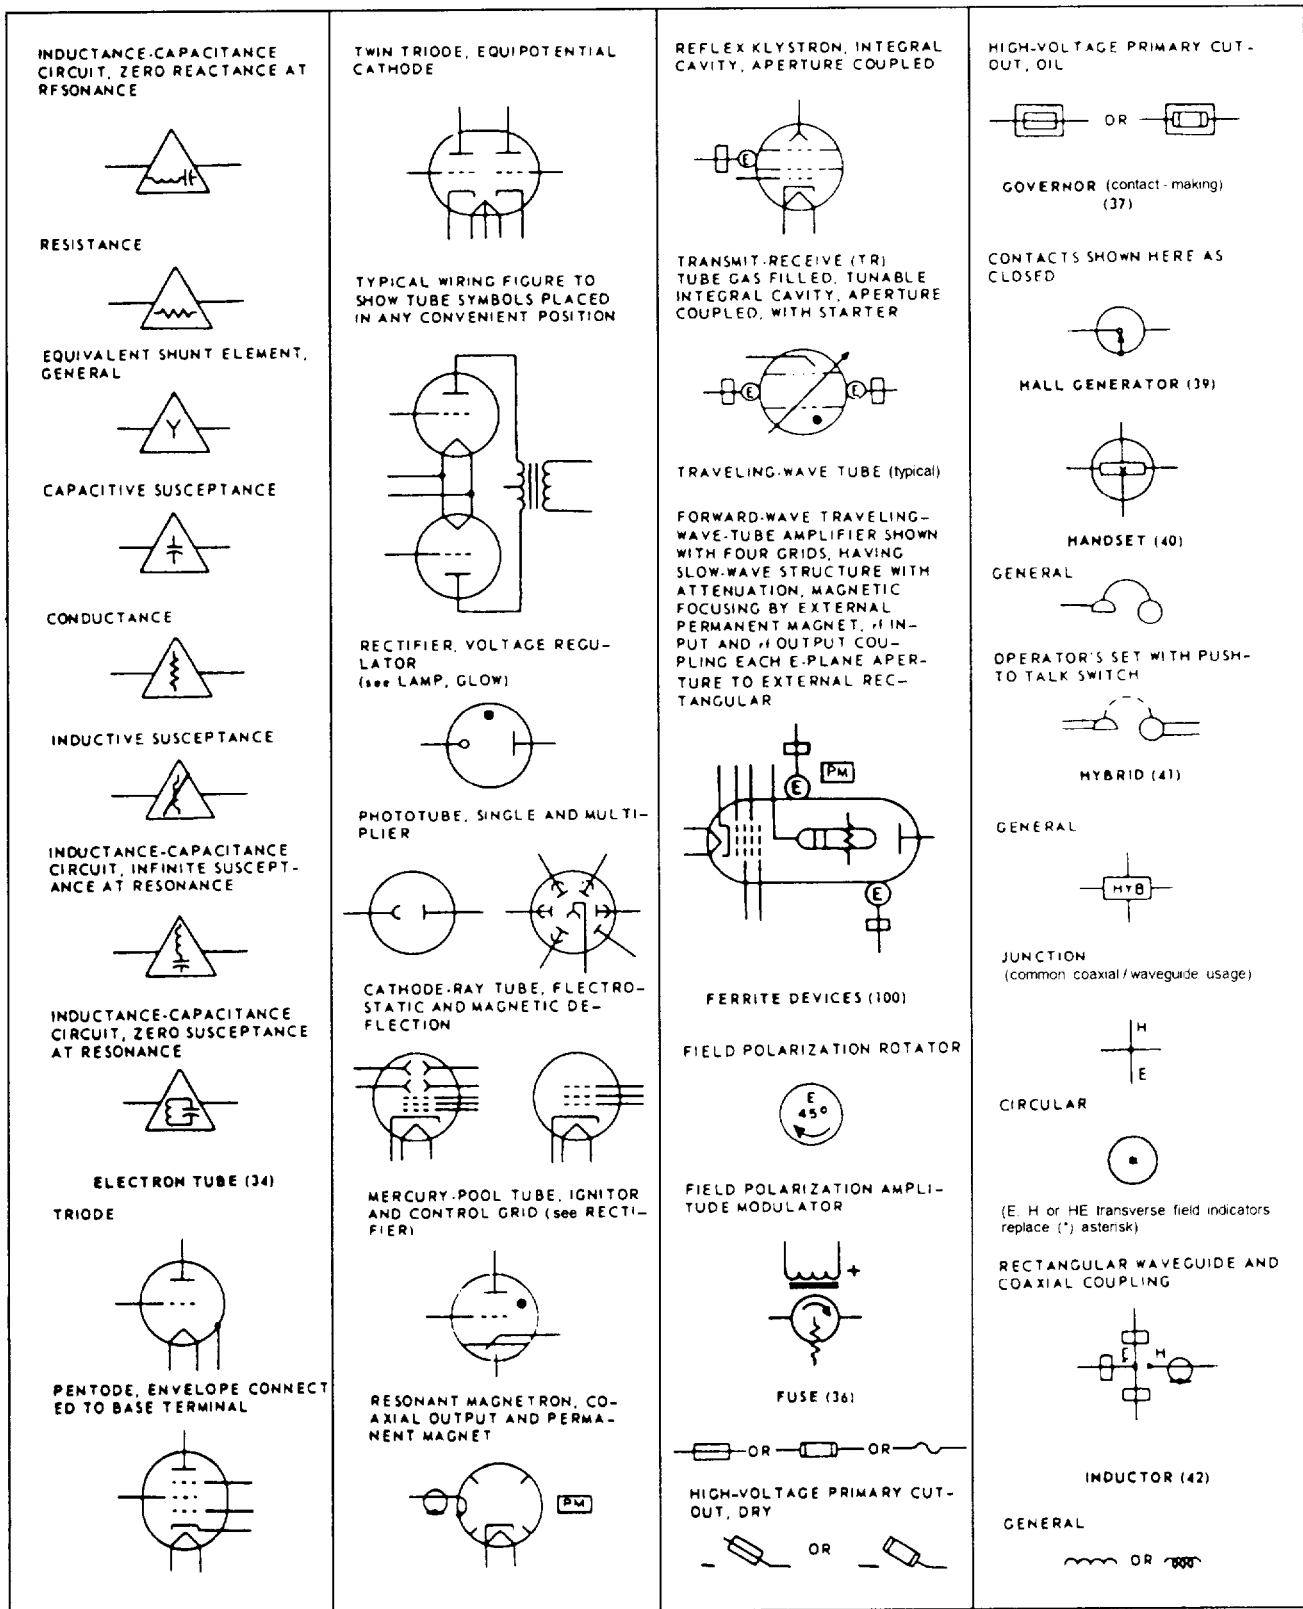 INDUCTANCE-CAPACITANCE
CIRCUIT, ZERO REACTANCE AT
RFSONANCE
RESISTANCE
EQUIVALENT SHUNT ELEMENT,
GENERAL
Y
CAPACITIVE SUSCEPTANCE
CONDUCTANCE
INDUCTIVE SUSCEPTANCE
INDUCTANCE-CAPACITANCE
CIRCUIT, INFINITE SUSCEPT-
ANCE AT RESONANCE
INDUCTANCE-CAPACITANCE
CIRCUIT, ZERO SUSCEPTANCE
AT RESONANCE
ELECTRON TUBE (34)
TRIODE
PENTODE, ENVELOPE CONNECT
ED TO BASE TERMINAL
TWIN TRIODE, EQUIPOTENTIAL
CATHODE
TYPICAL WIRING FIGURE TO
SHOW TUBE SYMBOLS PLACED
IN ANY CONVENIENT POSITION
RECTIFIER, VOLTAGE REGU-
LATOR
(see LAMP, GLOW)
PHOTOTUBE, SINGLE AND MULTI-
PLIER
CATHODE-RAY TUBE, ELECTRO-
STATIC AND MAGNETIC DE-
FLECTION
MERCURY-POOL TUBE, IGNITOR
AND CONTROL GRID (see RECTI-
FIER)
RESONANT MAGNETRON, CO-
AXIAL OUTPUT AND PERMA-
NENT MAGNET
PM
REFLEX KLYSTRON, INTEGRAL
CAVITY, APERTURE COUPLED
E
TRANSMIT-RECEIVE (TR)
TUBE GAS FILLED, TUNABLE
INTEGRAL CAVITY, APERTURE
COUPLED, WITH STARTER
E E
TRAVELING-WAVE TUBE (typical)
FORWARD-WAVE TRAVELING-
WAVE-TUBE AMPLIFIER SHOWN
WITH FOUR GRIDS, HAVING
SLOW-WAVE STRUCTURE WITH
ATTENUATION, MAGNETIC
FOCUSING BY EXTERNAL
PERMANENT MAGNET, rf IN-
PUT AND rf OUTPUT COU-
PLING EACH E-PLANE APER-
TURE TO EXTERNAL REC-
TANGULAR
PM
E
E
FERRITE DEVICES (100)
FIELD POLARIZATION ROTATOR
E
45°
FIELD POLARIZATION AMPLI-
TUDE MODULATOR
+
FUSE (36)
OR OR
HIGH-VOLTAGE PRIMARY CUT-
OUT, DRY
OR
HIGH-VOLTAGE PRIMARY CUT-
OUT, OIL
OR
GOVERNOR (contact - making)
(37)
CONTACTS SHOWN HERE AS
CLOSED
HALL GENERATOR (39)
HANDSET (40)
GENERAL
OPERATOR'S SET WITH PUSH-
TO TALK SWITCH
HYBRID (41)
GENERAL
HYB
JUNCTION
(common coaxial / waveguide usage)
H
E
CIRCULAR
*
(E, H or HE transverse field indicators
replace (*) asterisk)
RECTANGULAR WAVEGUIDE AND
COAXIAL COUPLING
E H
INDUCTOR (42)
GENERAL
OR